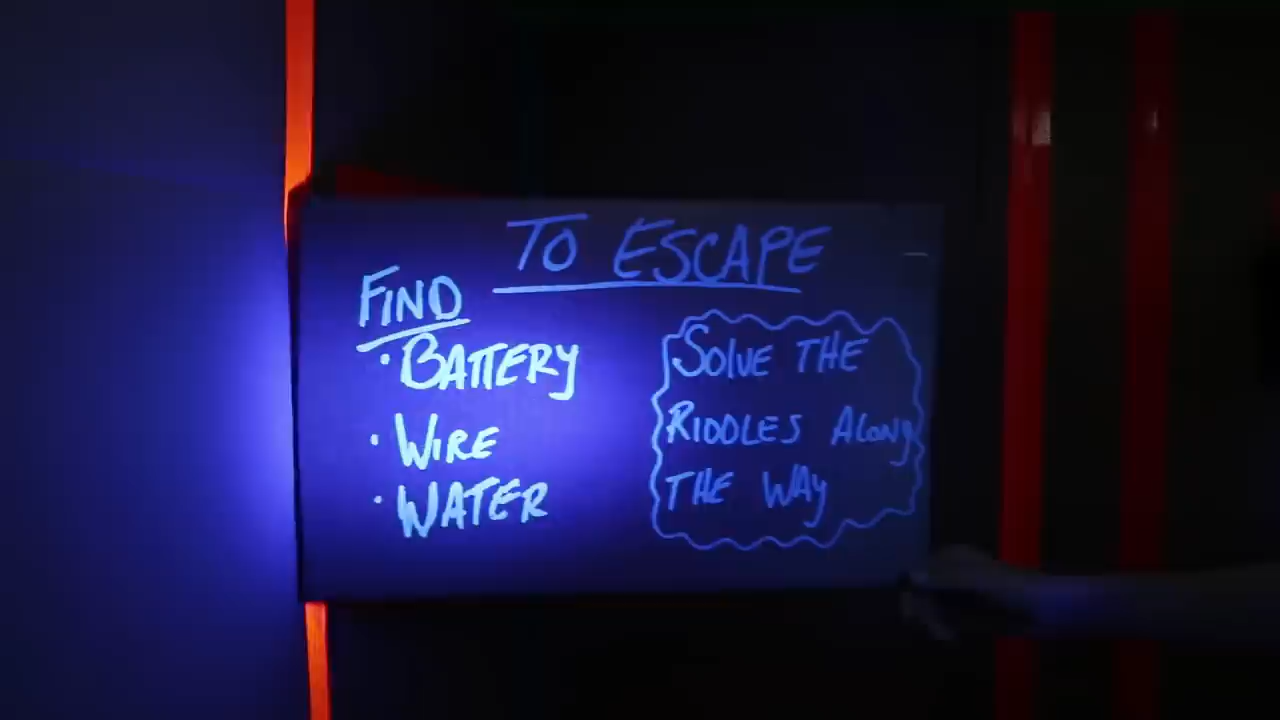 TO ESCAPE
FIND
• BATTERY
• WIRE
• WATER
SOLVE THE
RIDDLES ALONG
THE WAY